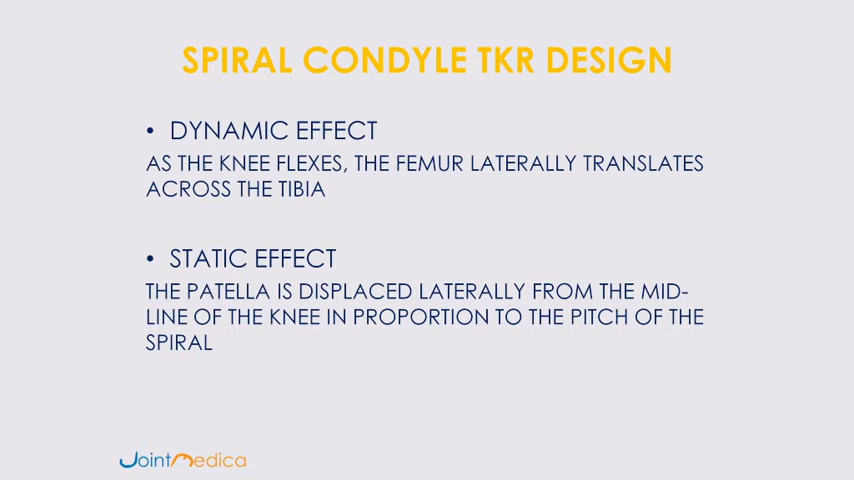 SPIRAL CONDYLE TKR DESIGN
• DYNAMIC EFFECT
AS THE KNEE FLEXES, THE FEMUR LATERALLY TRANSLATES
ACROSS THE TIBIA
• STATIC EFFECT
THE PATELLA IS DISPLACED LATERALLY FROM THE MID-
LINE OF THE KNEE IN PROPORTION TO THE PITCH OF THE
SPIRAL
JointMedica